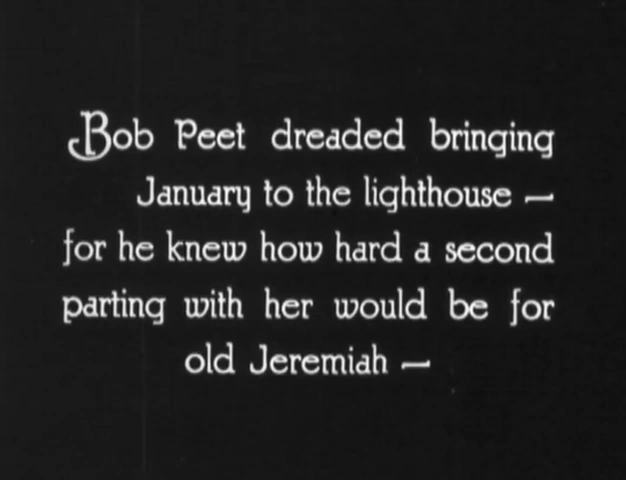 Bob Peet dreaded bringing
January to the lighthouse —
for he knew how hard a second
parting with her would be for
old Jeremiah —